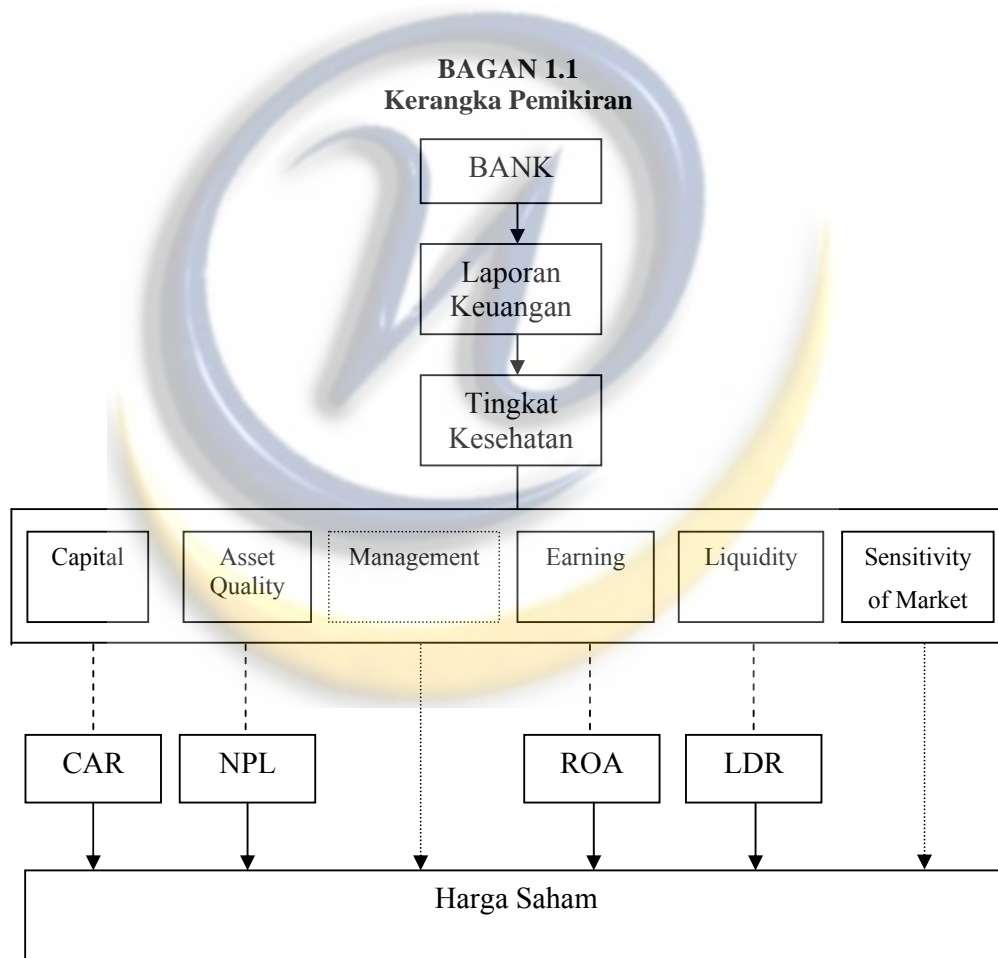 BAGAN 1.1
Kerangka Pemikiran
BANK
Laporan
Keuangan
Tingkat
Kesehatan
Capital
Asset
Quality
Management
Earning
Liquidity
Sensitivity
of Market
CAR
NPL
ROA
LDR
Harga Saham